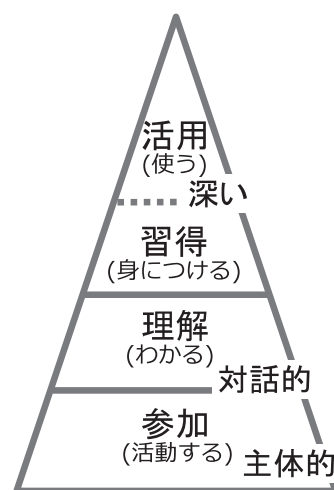 活用
(使う)
深い
習得
(身につける)
理解
(わかる)
対話的
参加
(活動する)
主体的